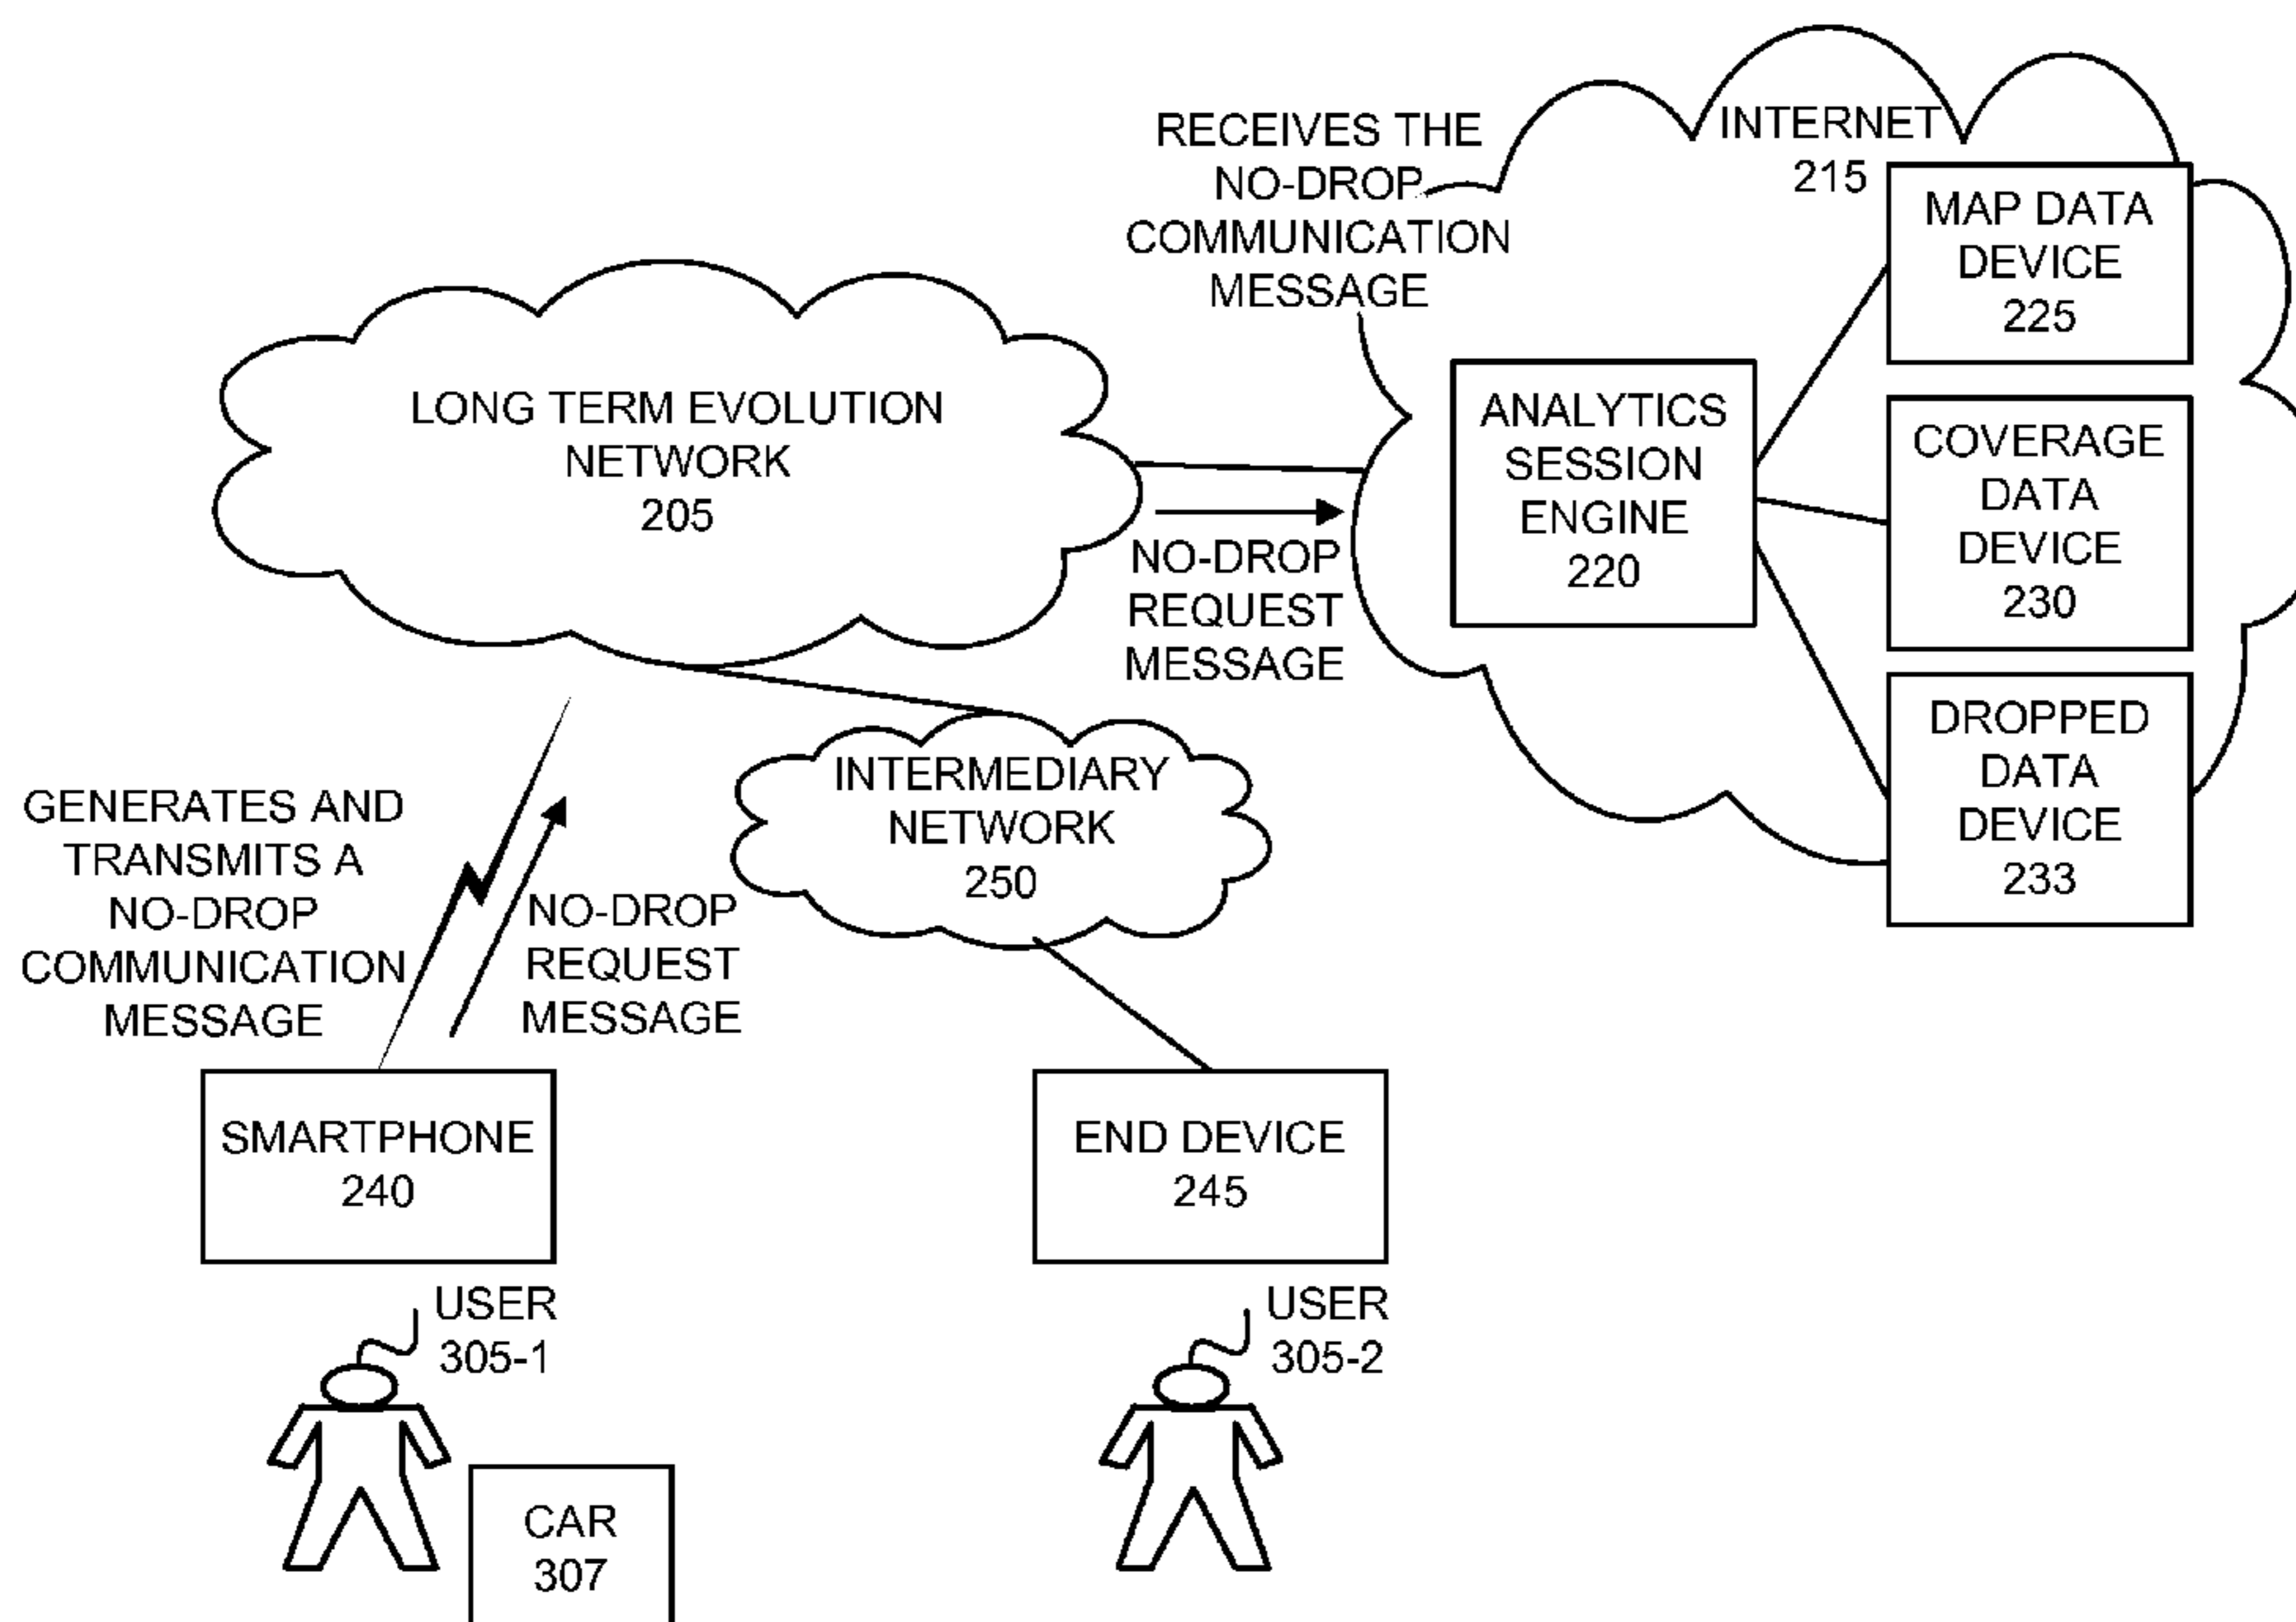 RECEIVES THE
NO-DROP
COMMUNICATION
MESSAGE
INTERNET
215
MAP DATA
DEVICE
225
LONG TERM EVOLUTION
NETWORK
205
ANALYTICS
SESSION
ENGINE
220
COVERAGE
DATA
DEVICE
230
NO-DROP
REQUEST
MESSAGE
DROPPED
DATA
DEVICE
233
INTERMEDIARY
NETWORK
250
GENERATES AND
TRANSMITS A
NO-DROP
COMMUNICATION
MESSAGE
NO-DROP
REQUEST
MESSAGE
SMARTPHONE
240
END DEVICE
245
USER
305-1
USER
305-2
CAR
307